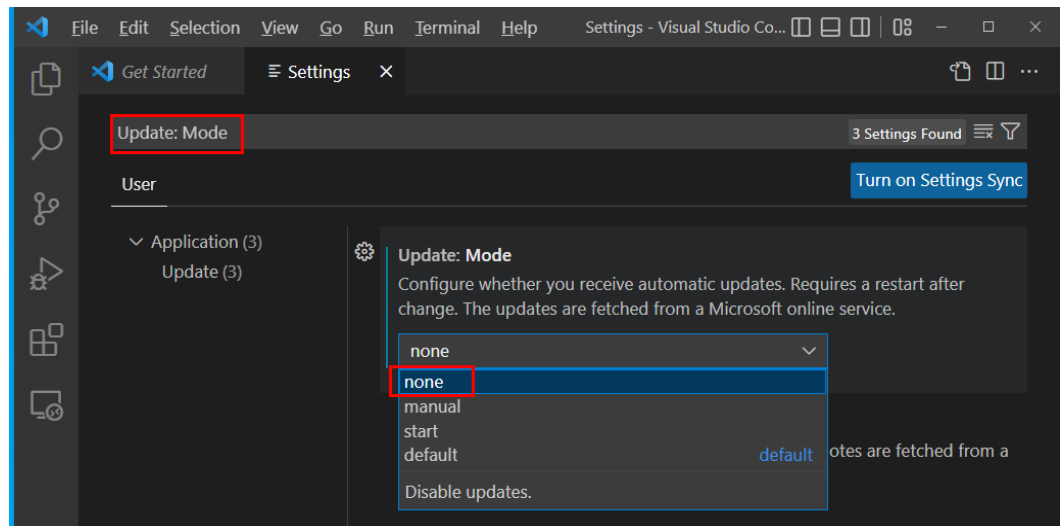 File Edit Selection View Go Run Terminal Help Settings - Visual Studio Co...
Get Started Settings
Update: Mode 3 Settings Found
User Turn on Settings Sync
Application (3)
Update (3)
Update: Mode
Configure whether you receive automatic updates. Requires a restart after
change. The updates are fetched from a Microsoft online service.
none
none
manual
start
default default
otes are fetched from a
Disable updates.